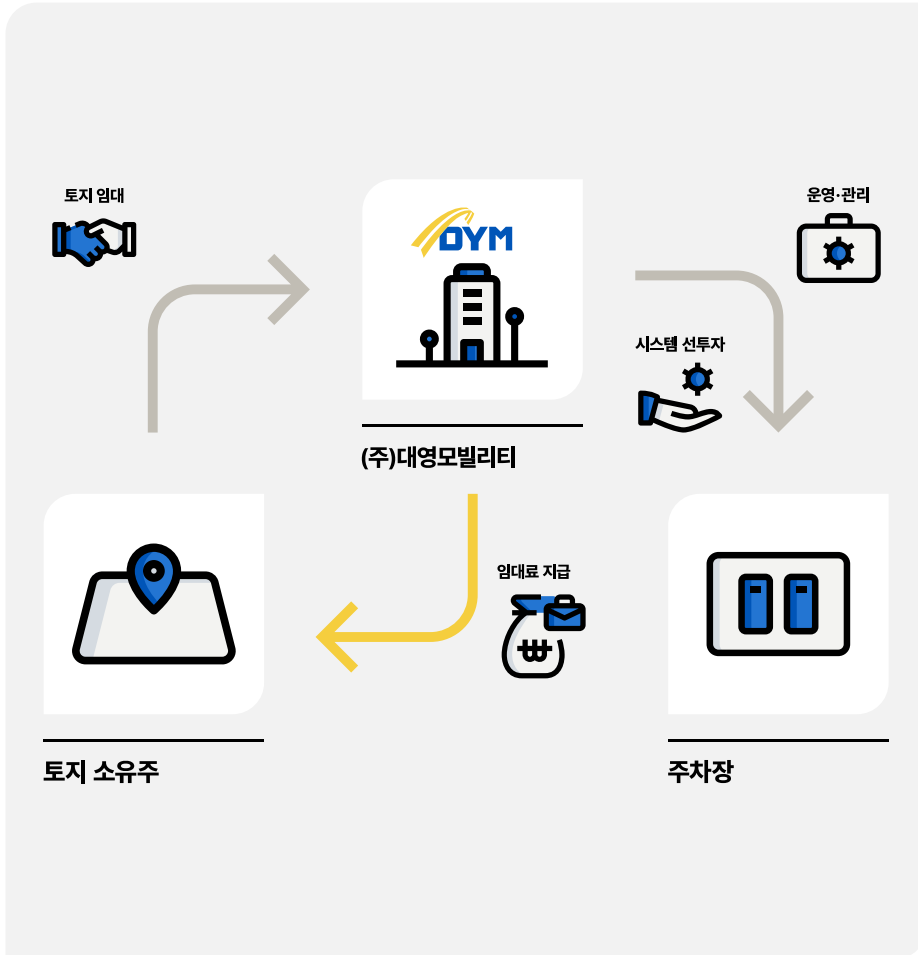 토지 임대
운영·관리
DYM
시스템 선투자
(주)대영모빌리티
임대료 지급
토지 소유주
주차장